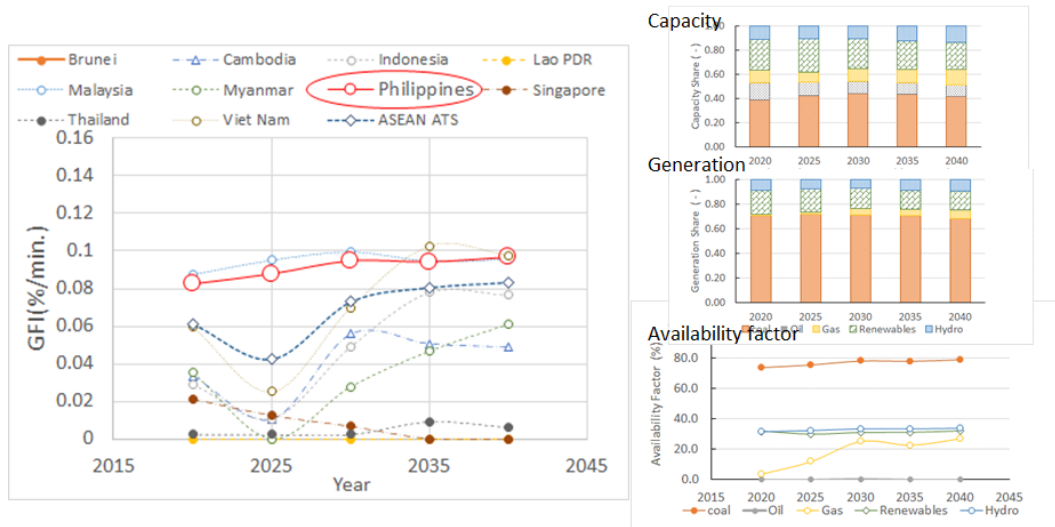 Brunei Cambodia Indonesia Lao PDR
Malaysia Myanmar Philippines Singapore
Thailand Viet Nam ASEAN ATS
GFI(%/min.)
0.16
0.14
0.12
0.1
0.08
0.06
0.04
0.02
0
2015 2025 2035 2045
Year
Capacity
Capacity Share ( - )
1.00
0.80
0.60
0.40
0.20
0.00
2020 2025 2030 2035 2040
Generation
Generation Share ( - )
1.00
0.80
0.60
0.40
0.20
0.00
2020 2025 2030 2035 2040
coal Oil Gas Renewables Hydro
Availability factor
Availability Factor (%)
80.0
60.0
40.0
20.0
0.0
2015 2020 2025 2030 2035 2040 2045
coal Oil Gas Renewables Hydro